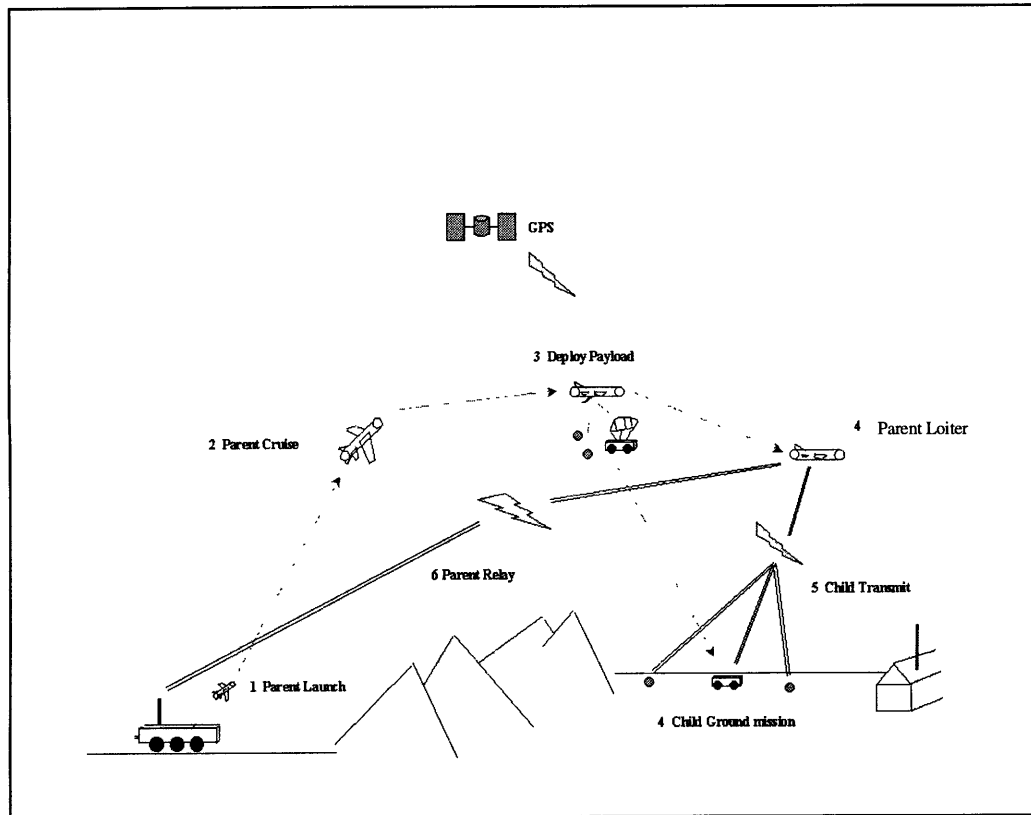 GPS
3 Deploy Payload
2 Parent Cruise
4 Parent Loiter
6 Parent Relay
5 Child Transmit
1 Parent Launch
4 Child Ground mission